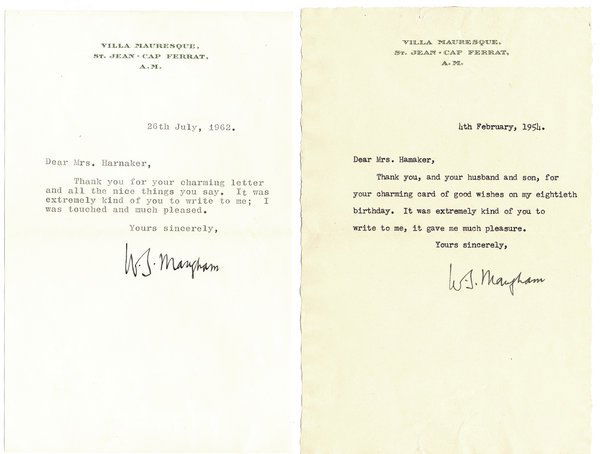 VILLA MAURESQUE,
ST. JEAN - CAP FERRAT,
A.M.
26th July, 1962.
Dear Mrs. Harnaker,
Thank you for your charming letter
and all the nice things you say. It was
extremely kind of you to write to me; I
was touched and much pleased.
Yours sincerely,
W. S. Maugham
VILLA MAURESQUE,
ST. JEAN - CAP FERRAT,
A.M.
4th February, 1954.
Dear Mrs. Hamaker,
Thank you, and your husband and son, for
your charming card of good wishes on my eightieth
birthday. It was extremely kind of you to
write to me, it gave me much pleasure.
Yours sincerely,
W. S. Maugham